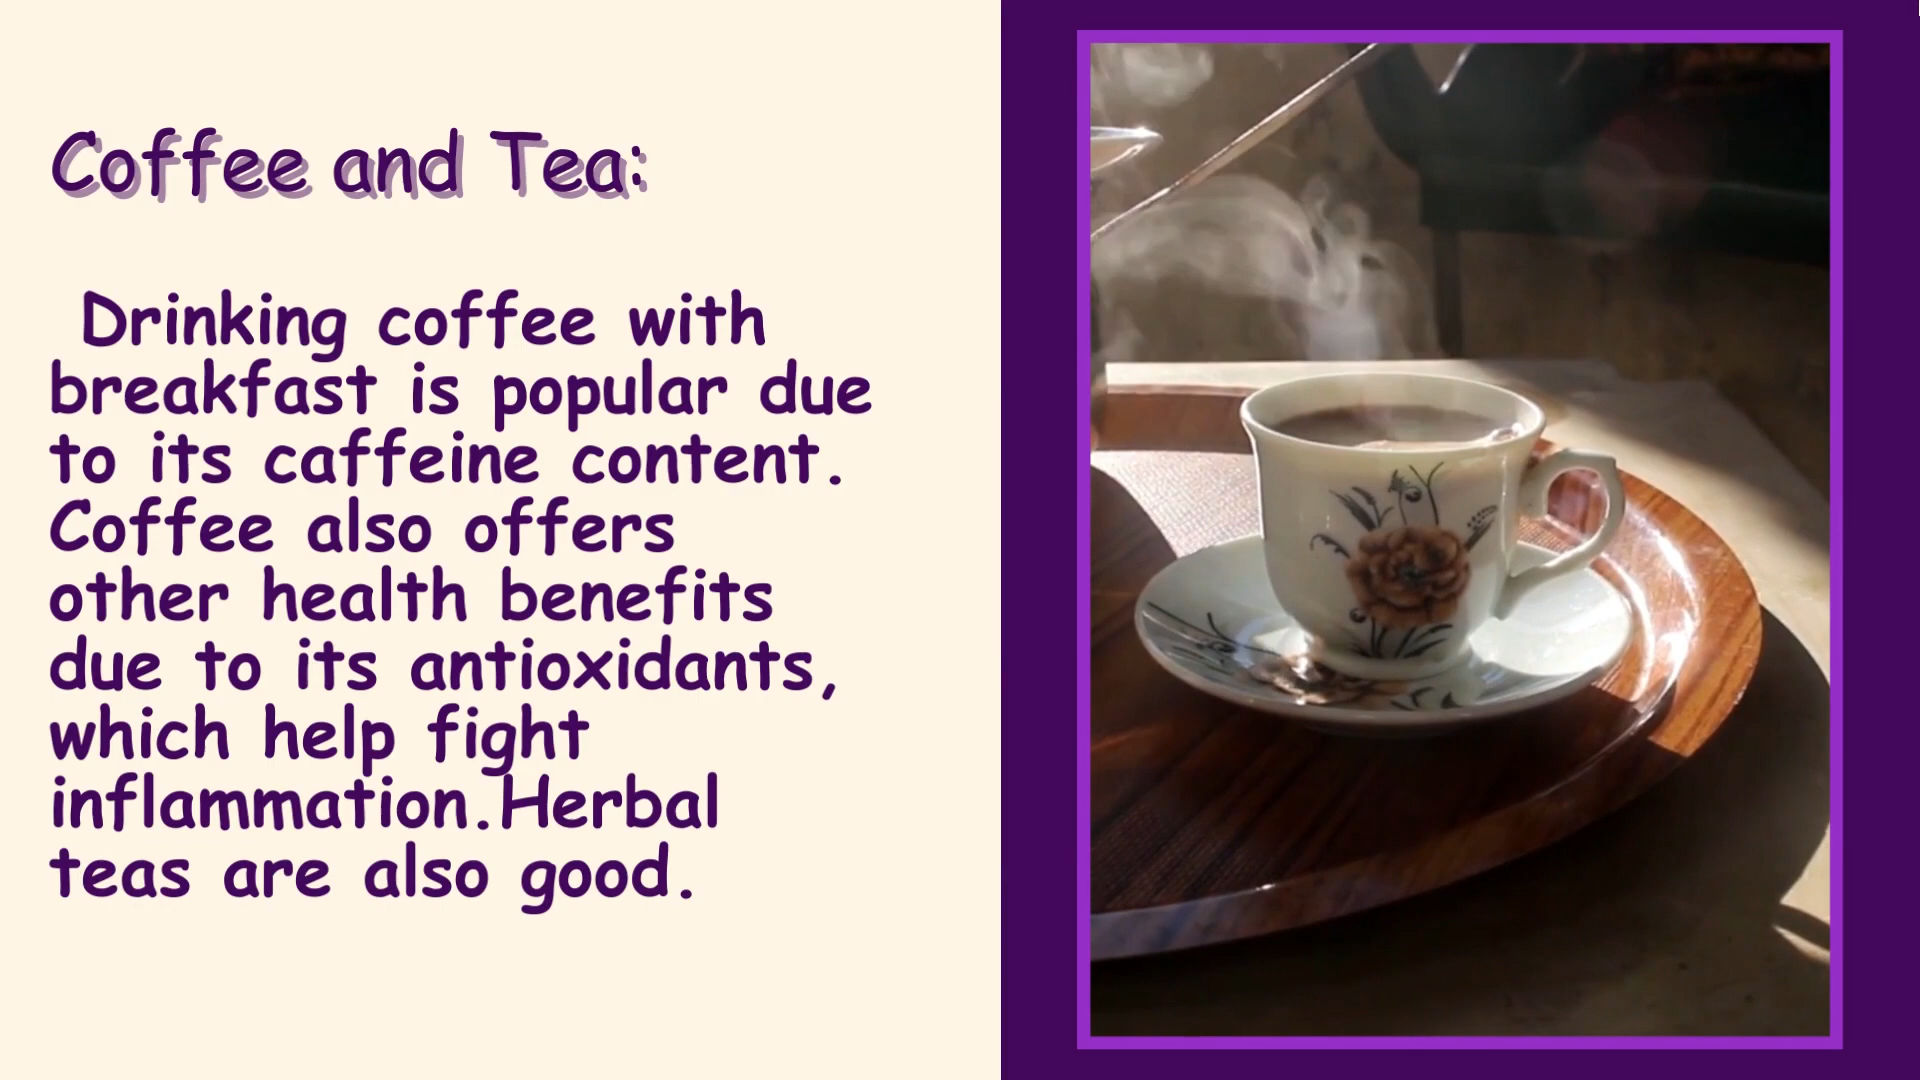 Coffee and Tea:
Drinking coffee with
breakfast is popular due
to its caffeine content.
Coffee also offers
other health benefits
due to its antioxidants,
which help fight
inflammation.Herbal
teas are also good.